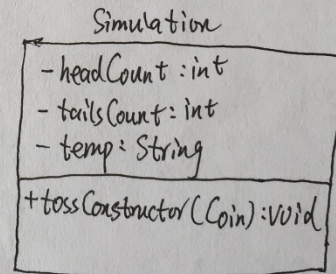 Simulation
- headCount : int
- tailsCount : int
- temp : String
+ tossConstructor(Coin) : void